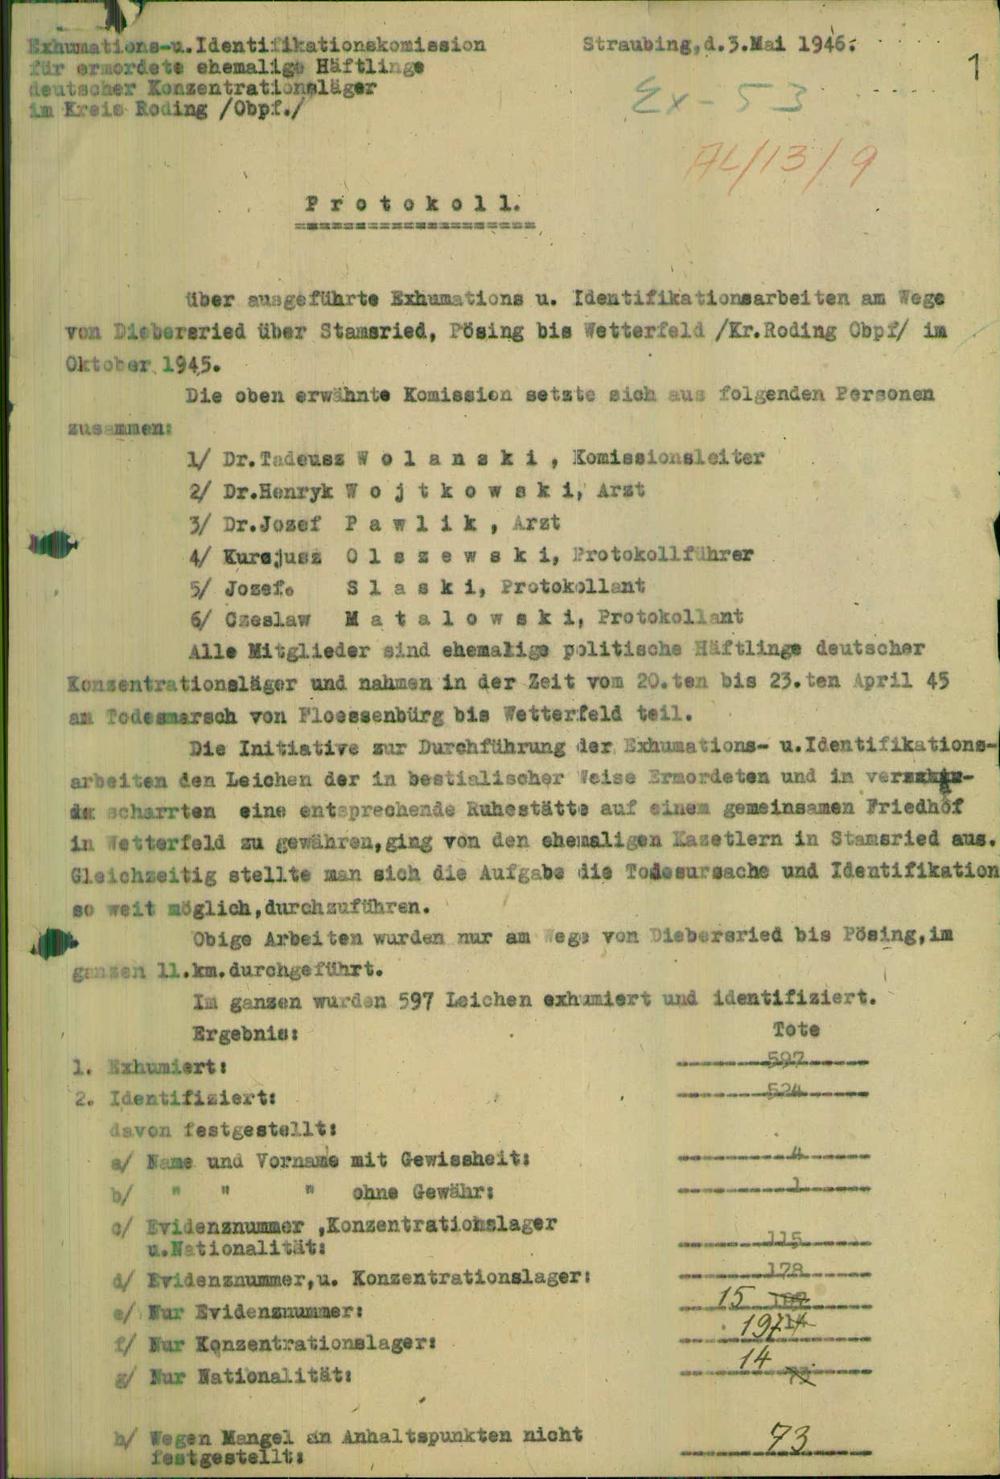 Exhumations-u.Identifikationskomission
für ermordete ehemalige Häftlinge
deutscher Konzentrationsläger
im Kreis Roding /Obpf./
Straubing,d.3.Mai 1946.
1
Ex-53
AL/13/9
P r o t o k o l l.
über ausgeführte Exhumations u. Identifikationsarbeiten am Wege
von Diebersried über Stamsried, Pösing bis Wetterfeld /Kr.Roding Obpf/ im
Oktober 1945.
Die oben erwähnte Komission setzte sich aus folgenden Personen
zusammen:
1/ Dr.Tadeusz W o l a n s k i , Komissionsleiter
2/ Dr.Henryk W o j t k o w s k i, Arzt
3/ Dr.Jozef P a w l i k , Arzt
4/ Kurejusz O l s z e w s k i, Protokollführer
5/ Josef. S l a s k i, Protokollant
6/ Czeslaw M a t a l o w s k i, Protokollant
Alle Mitglieder sind ehemalige politische Häftlinge deutscher
Konzentrationsläger und nahmen in der Zeit vom 20.ten bis 23.ten April 45
am Todesmarsch von Floessenbürg bis Wetterfeld teil.
Die Initiative zur Durchführung der Exhumations- u.Identifikations-
arbeiten den Leichen der in bestialischer Weise Ermordeten und in ver
scharrten eine entsprechende Ruhestätte auf einem gemeinsamen Friedhof
in Wetterfeld zu gewähren,ging von den ehemaligen Kazetlern in Stamsried aus.
Gleichzeitig stellte man sich die Aufgabe die Todesursache und Identifikation
so weit möglich,durchzuführen.
Obige Arbeiten wurden nur am Wege von Diebersried bis Pösing,im
ganzen 11.km.durchgeführt.
Im ganzen wurden 597 Leichen exhumiert und identifiziert.
Ergebnis: Tote
1. Exhumiert: 597
2. Identifiziert: 524
davon festgestellt:
a/ Name und Vorname mit Gewissheit: 4
b/ " " " ohne Gewähr: 1
c/ Evidenznummer ,Konzentrationslager
u.Nationalität: 115
d/ Evidenznummer,u. Konzentrationslager: 178
e/ Nur Evidenznummer: 15
f/ Nur Konzentrationslager: 197
g/ Nur Nationalität: 14
h/ Wegen Mangel an Anhaltspunkten nicht
festgestellt: 73